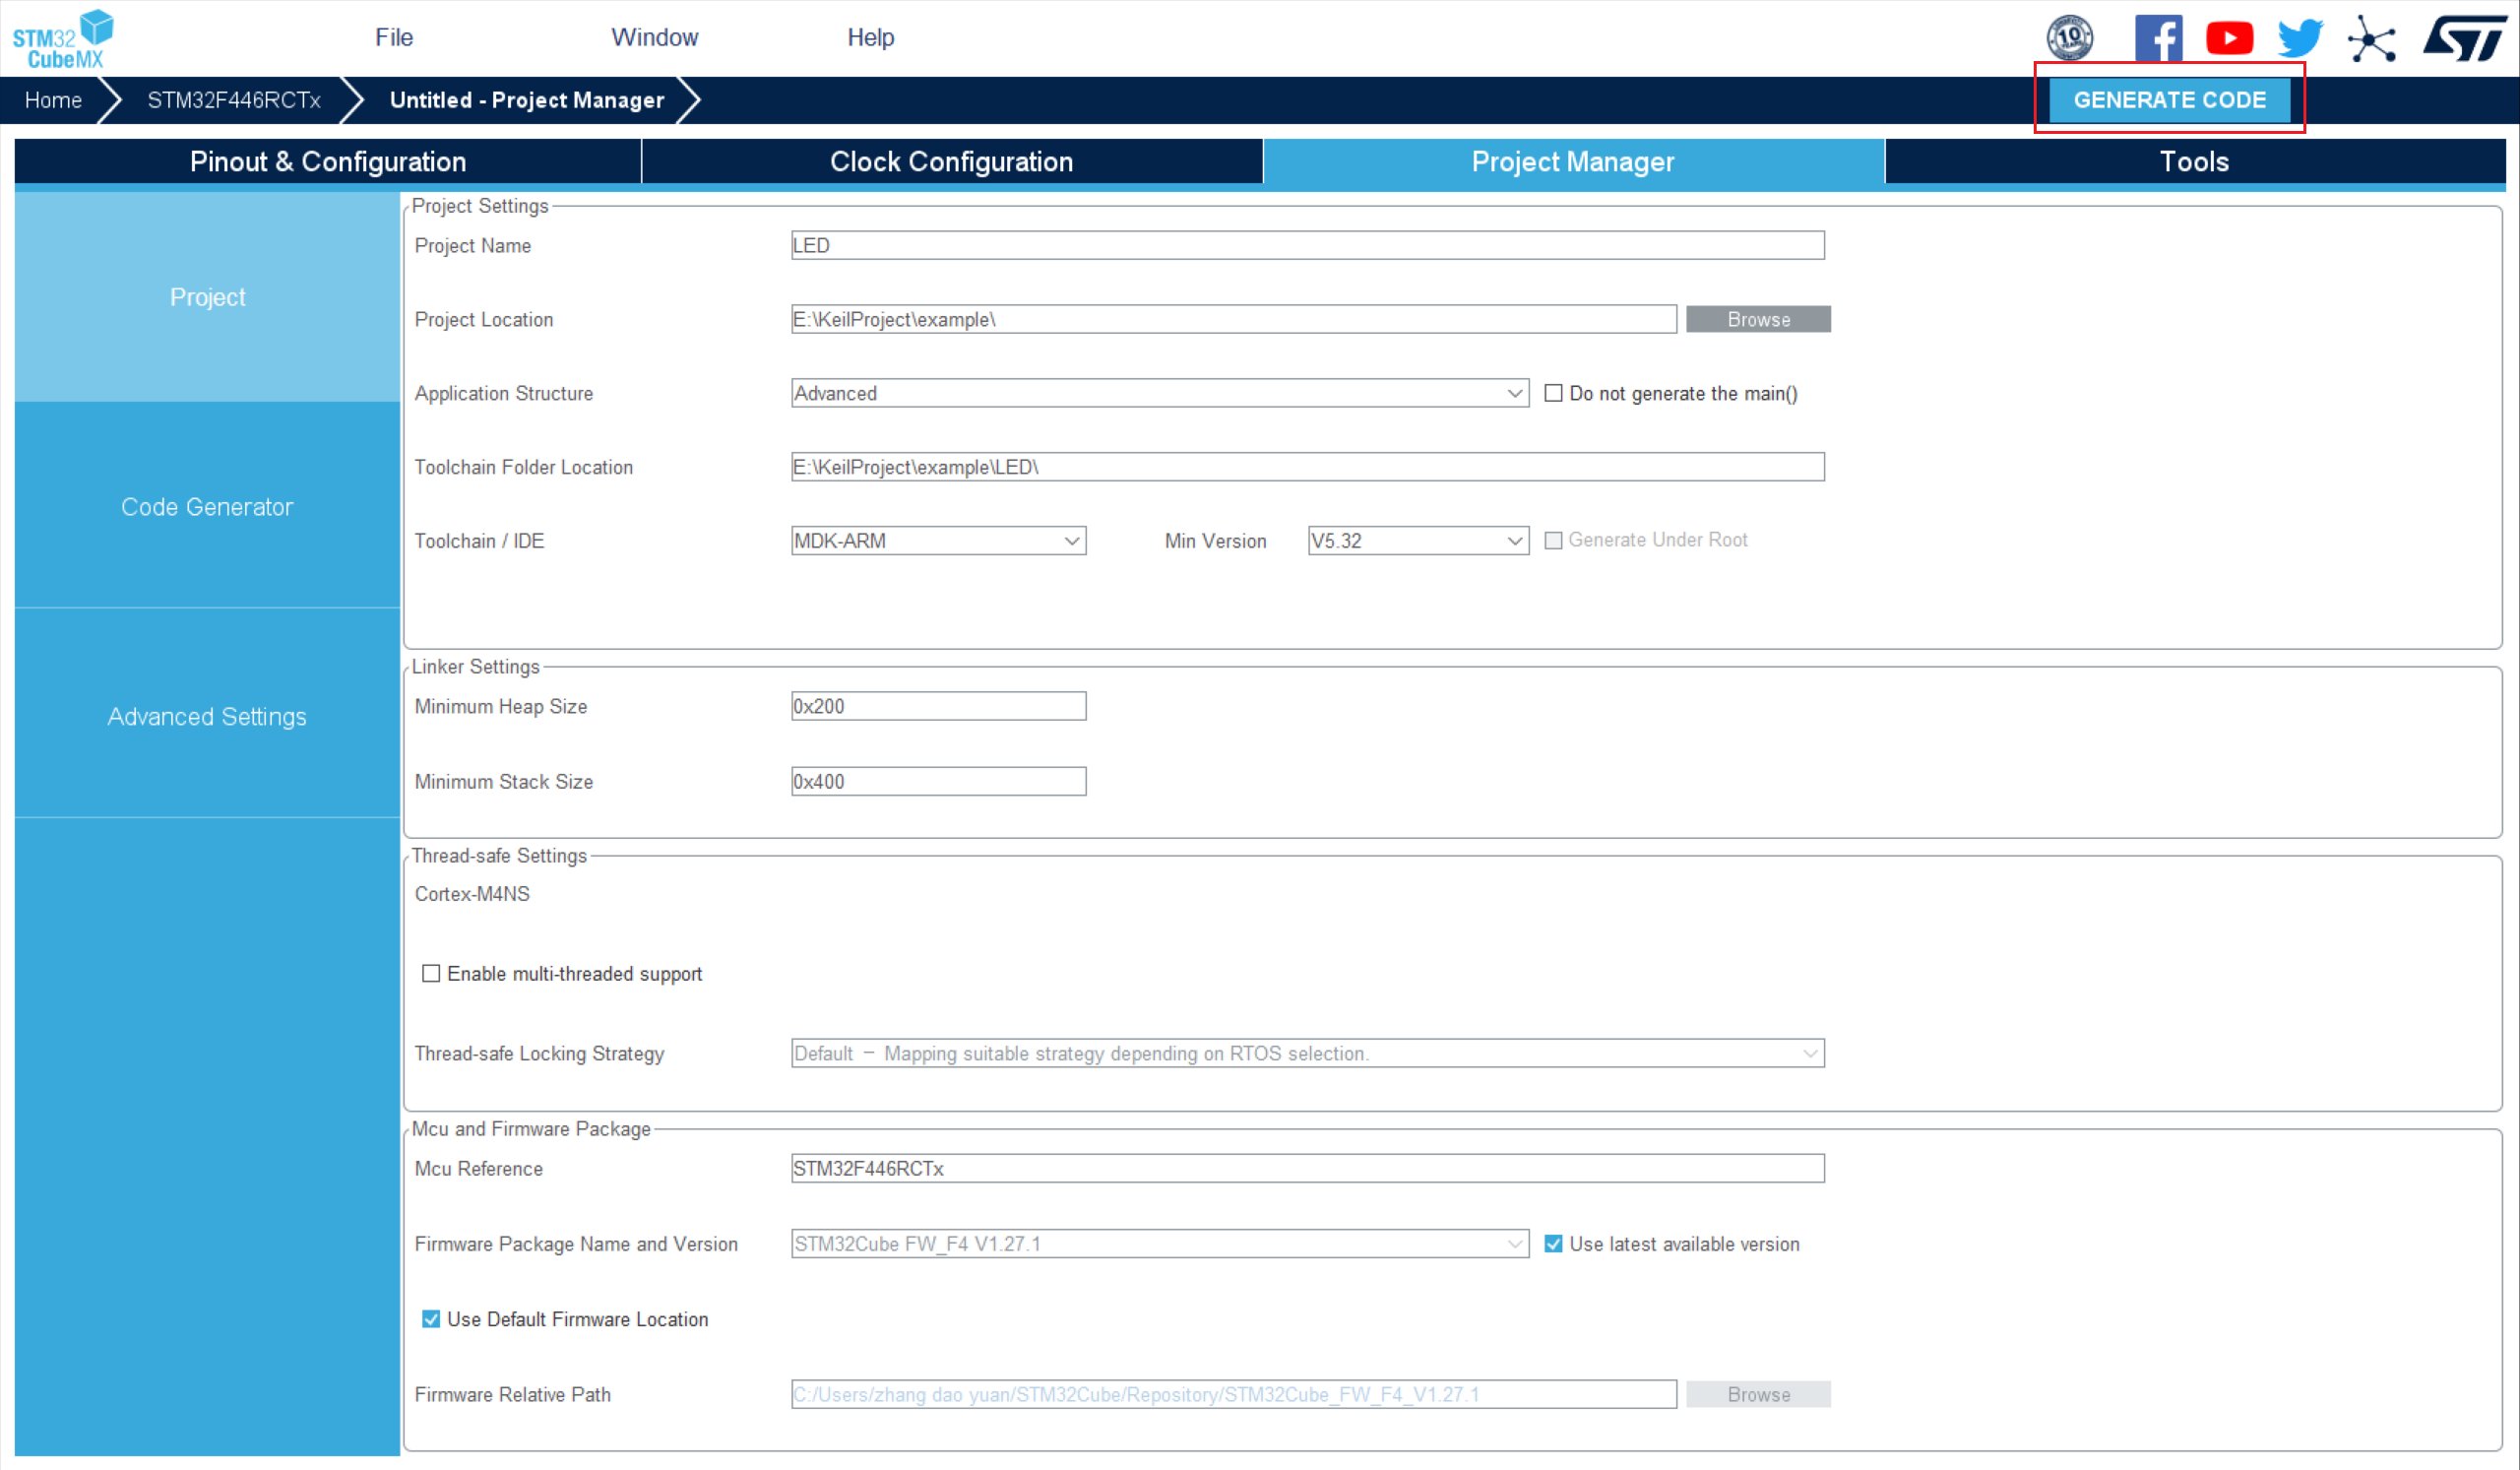 STM32
CubeMX
File
Window
Help
10
YEARS
Home
STM32F446RCTx
Untitled - Project Manager
GENERATE CODE
Pinout & Configuration
Clock Configuration
Project Manager
Tools
Project
Code Generator
Advanced Settings
Project Settings
Project Name
LED
Project Location
E:\KeilProject\example\
Browse
Application Structure
Advanced
Do not generate the main()
Toolchain Folder Location
E:\KeilProject\example\LED\
Toolchain / IDE
MDK-ARM
Min Version
V5.32
Generate Under Root
Linker Settings
Minimum Heap Size
0x200
Minimum Stack Size
0x400
Thread-safe Settings
Cortex-M4NS
Enable multi-threaded support
Thread-safe Locking Strategy
Default – Mapping suitable strategy depending on RTOS selection.
Mcu and Firmware Package
Mcu Reference
STM32F446RCTx
Firmware Package Name and Version
STM32Cube FW_F4 V1.27.1
Use latest available version
Use Default Firmware Location
Firmware Relative Path
C:/Users/zhang dao yuan/STM32Cube/Repository/STM32Cube_FW_F4_V1.27.1
Browse